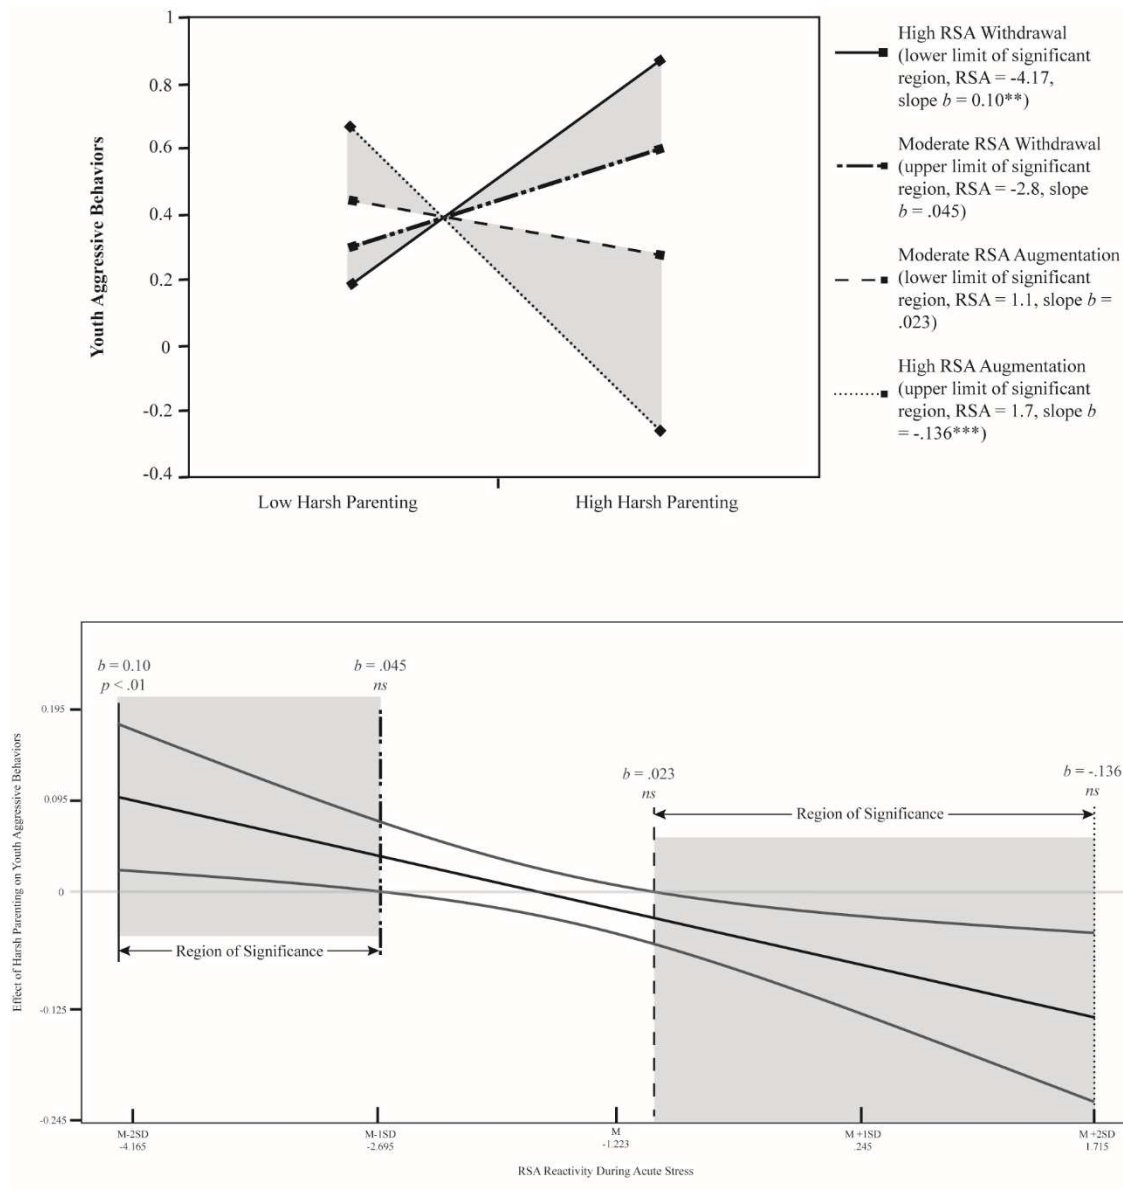 1
0.8
0.6
0.4
0.2
0
-0.2
-0.4
Youth Aggressive Behaviors
Low Harsh Parenting
High Harsh Parenting
High RSA Withdrawal
(lower limit of significant
region, RSA = -4.17,
slope b = 0.10**)
Moderate RSA Withdrawal
(upper limit of significant
region, RSA = -2.8, slope
b = .045)
Moderate RSA Augmentation
(lower limit of significant
region, RSA = 1.1, slope b =
.023)
High RSA Augmentation
(upper limit of significant
region, RSA = 1.7, slope b
= -.136***)
b = 0.10
p < .01
b = .045
ns
b = .023
ns
b = -.136
ns
Region of Significance
Region of Significance
0.195
0.095
0
-0.125
-0.245
Effect of Harsh Parenting on Youth Aggressive Behaviors
M-2SD
-4.165
M-1SD
-2.695
M
-1.223
M +1SD
.245
M +2SD
1.715
RSA Reactivity During Acute Stress